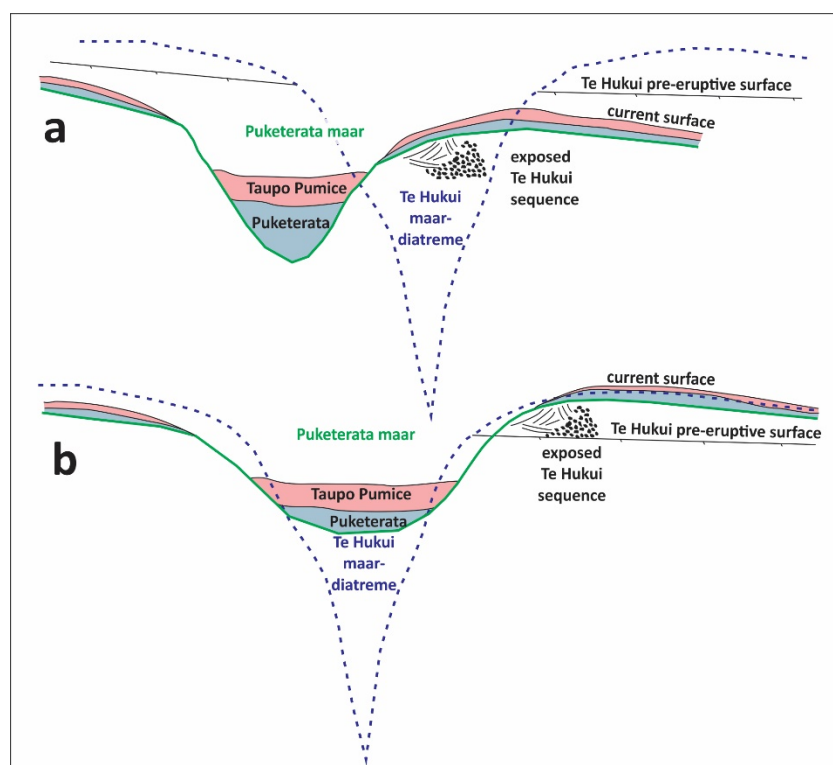 Te Hukui pre-eruptive surface
current surface
a
Puketerata maar
exposed
Te Hukui
sequence
Taupo Pumice
Te Hukui
maar-
diatreme
Puketerata
current surface
Puketerata maar
Te Hukui pre-eruptive surface
b
exposed
Te Hukui
sequence
Taupo Pumice
Puketerata
Te Hukui
maar-
diatreme